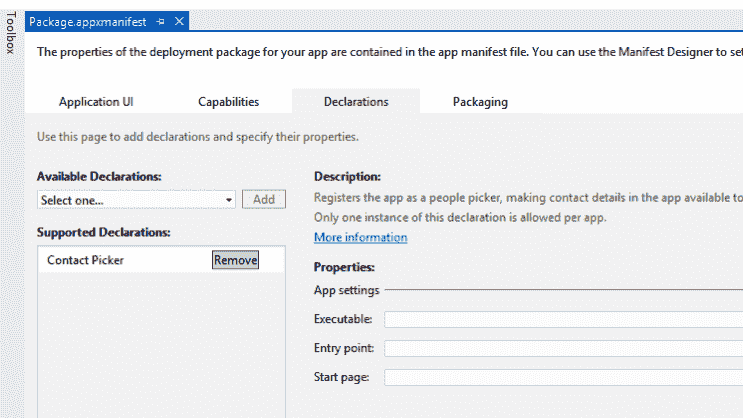 Toolbox
Package.appxmanifest
The properties of the deployment package for your app are contained in the app manifest file. You can use the Manifest Designer to set
Application UI Capabilities Declarations Packaging
Use this page to add declarations and specify their properties.
Available Declarations:
Select one... Add
Supported Declarations:
Contact Picker Remove
Description:
Registers the app as a people picker, making contact details in the app available to
Only one instance of this declaration is allowed per app.
More information
Properties:
App settings
Executable:
Entry point:
Start page: